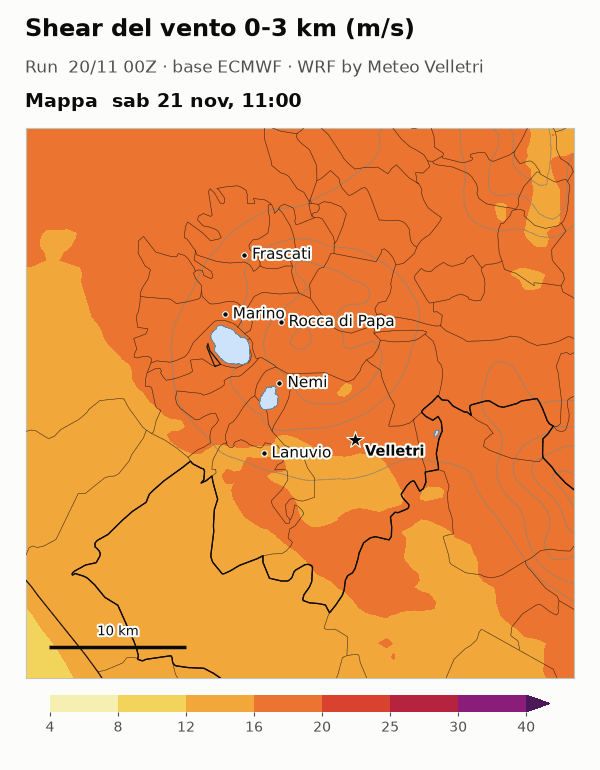 Shear del vento 0-3 km (m/s)
Run  20/11 00Z · base ECMWF · WRF by Meteo Velletri
Mappa  sab 21 nov, 11:00
Frascati
Marino
Rocca di Papa
Nemi
Velletri
Lanuvio
10 km
4 8 12 16 20 25 30 40